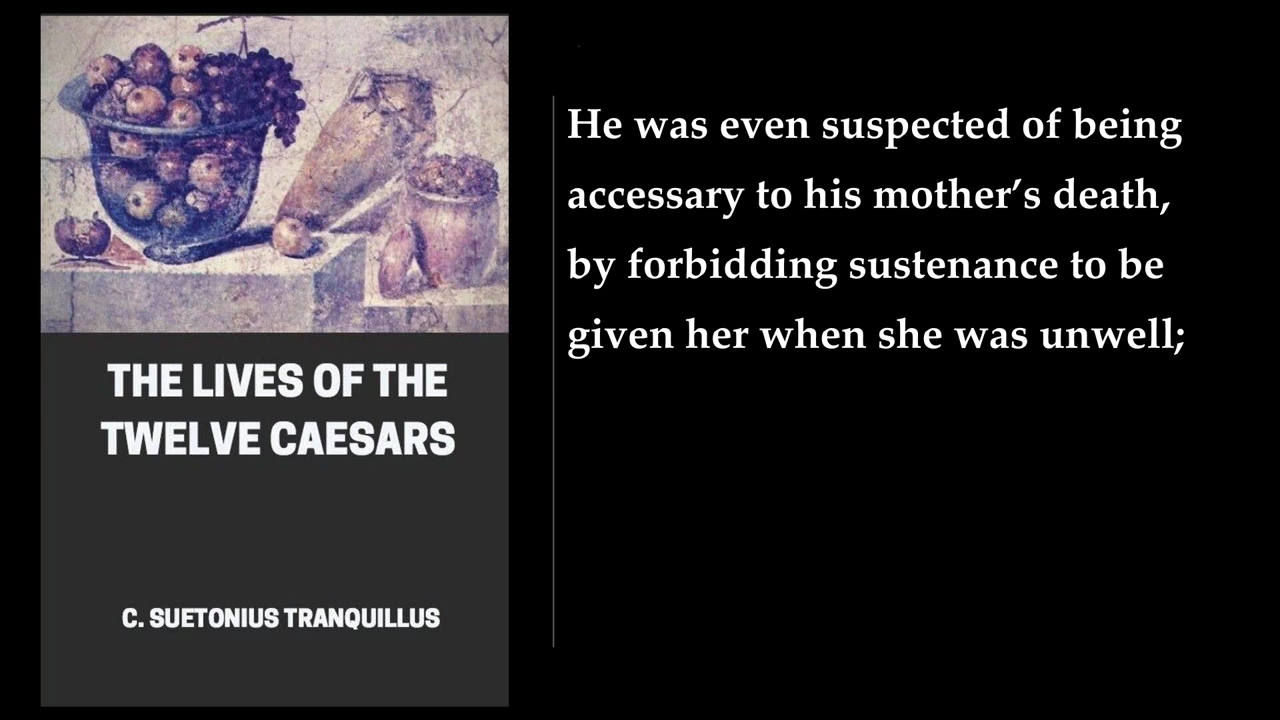 THE LIVES OF THE
TWELVE CAESARS
C. SUETONIUS TRANQUILLUS
He was even suspected of being
accessary to his mother’s death,
by forbidding sustenance to be
given her when she was unwell;